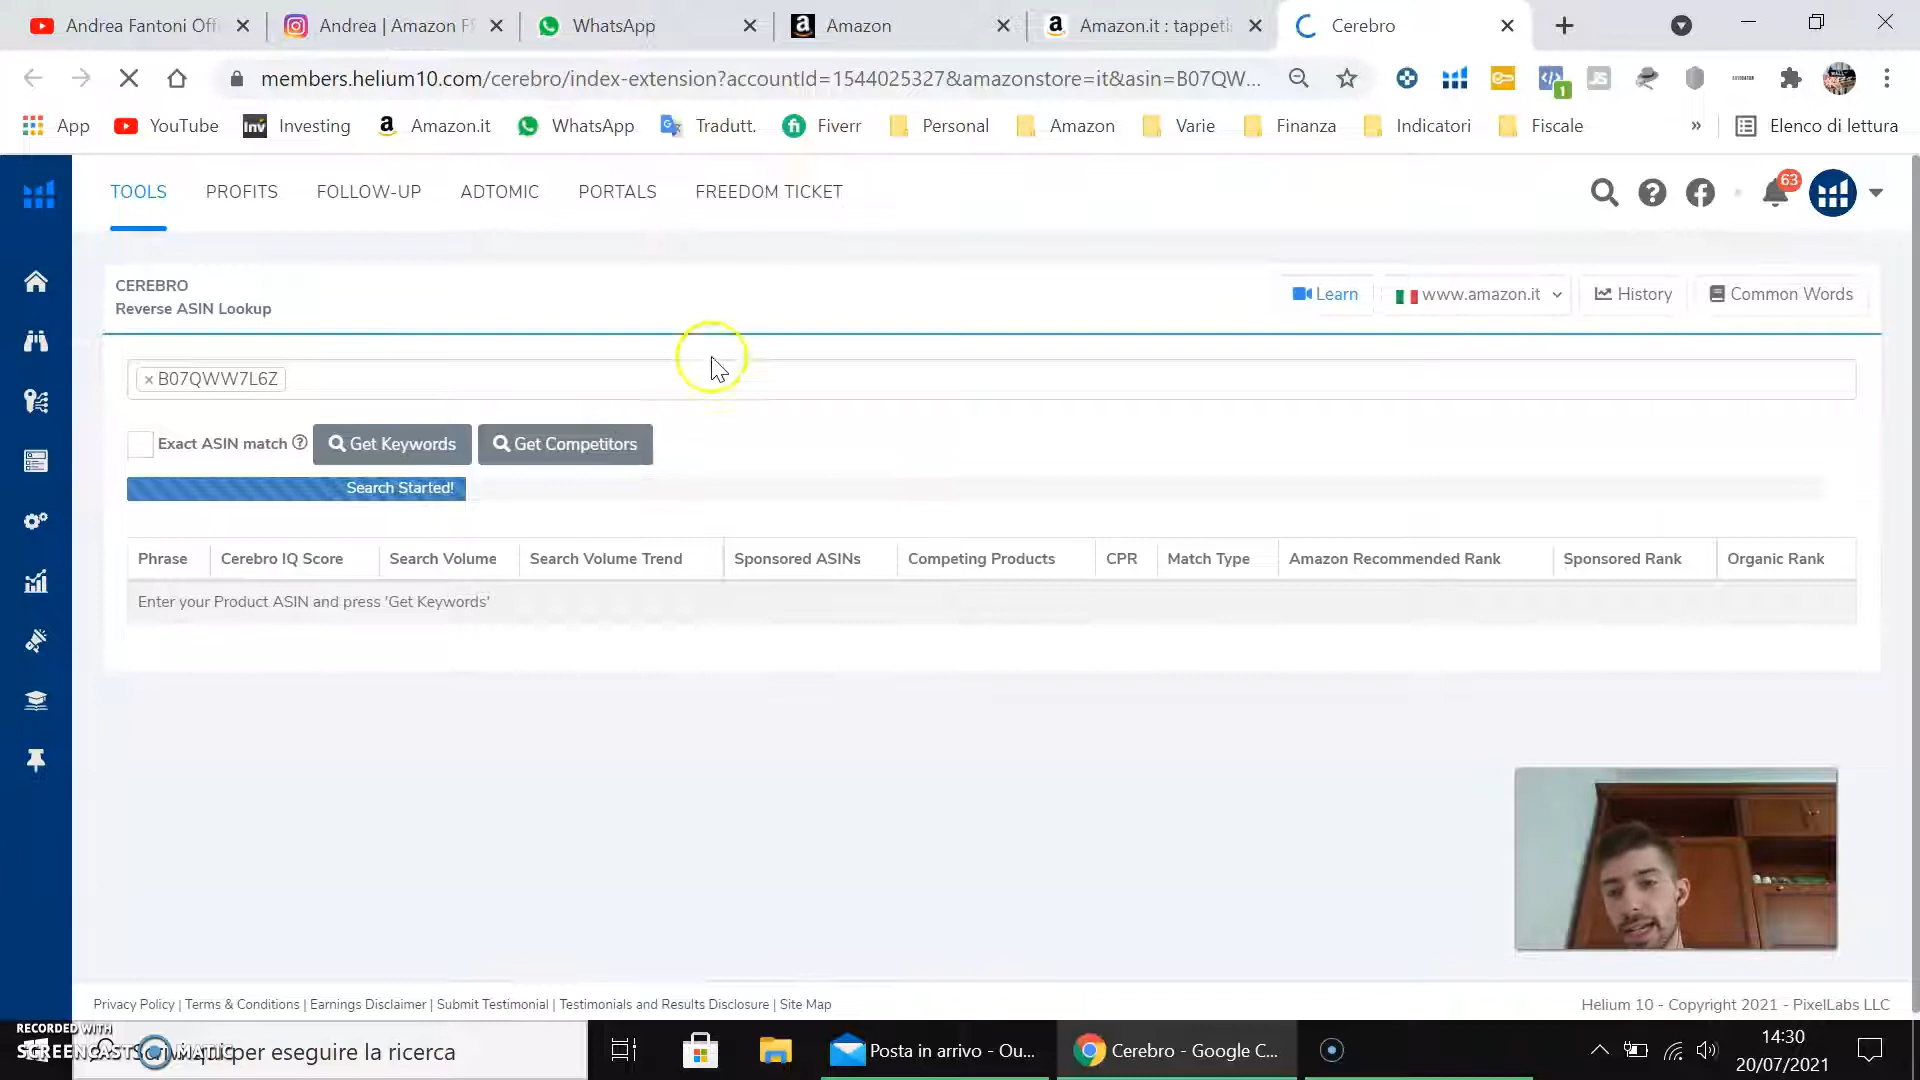 Andrea Fantoni Offi
Andrea | Amazon F
WhatsApp
Amazon
Amazon.it : tappeti
Cerebro
members.helium10.com/cerebro/index-extension?accountId=1544025327&amazonstore=it&asin=B07QW...
App
YouTube
Investing
Amazon.it
WhatsApp
Tradutt.
Fiverr
Personal
Amazon
Varie
Finanza
Indicatori
Fiscale
»
Elenco di lettura
TOOLS
PROFITS
FOLLOW-UP
ADTOMIC
PORTALS
FREEDOM TICKET
63
CEREBRO
Reverse ASIN Lookup
Learn
www.amazon.it
History
Common Words
× B07QWW7L6Z
Exact ASIN match
Get Keywords
Get Competitors
Search Started!
Phrase
Cerebro IQ Score
Search Volume
Search Volume Trend
Sponsored ASINs
Competing Products
CPR
Match Type
Amazon Recommended Rank
Sponsored Rank
Organic Rank
Enter your Product ASIN and press 'Get Keywords'
Privacy Policy | Terms & Conditions | Earnings Disclaimer | Submit Testimonial | Testimonials and Results Disclosure | Site Map
Helium 10 - Copyright 2021 - PixelLabs LLC
RECORDED WITH
SCREENCAST MATIC
Scrivi qui per eseguire la ricerca
Posta in arrivo - Ou...
Cerebro - Google C...
14:30
20/07/2021